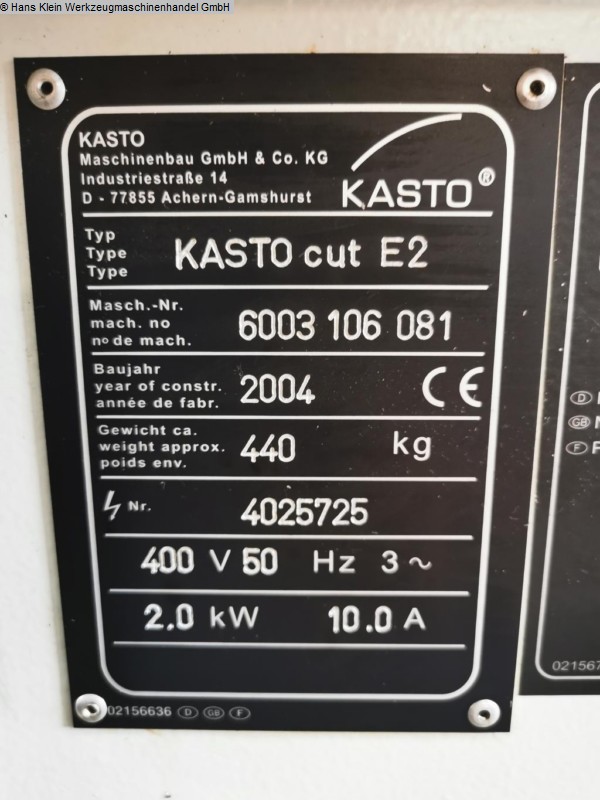 © Hans Klein Werkzeugmaschinenhandel GmbH
KASTO
Maschinenbau GmbH & Co. KG
Industriestraße 14
D - 77855 Achern-Gamshurst
KASTO®
Typ
Type
Type
KASTO cut E2
Masch.-Nr.
mach. no
nº de mach.
6003 106 081
Baujahr
year of constr.
année de fabr.
2004
CE
Gewicht ca.
weight approx.
poids env.
440 kg
Nr.
4025725
400 V 50 Hz 3 ~
2.0 kW 10.0 A
02156636 D GB F
D
GB
F